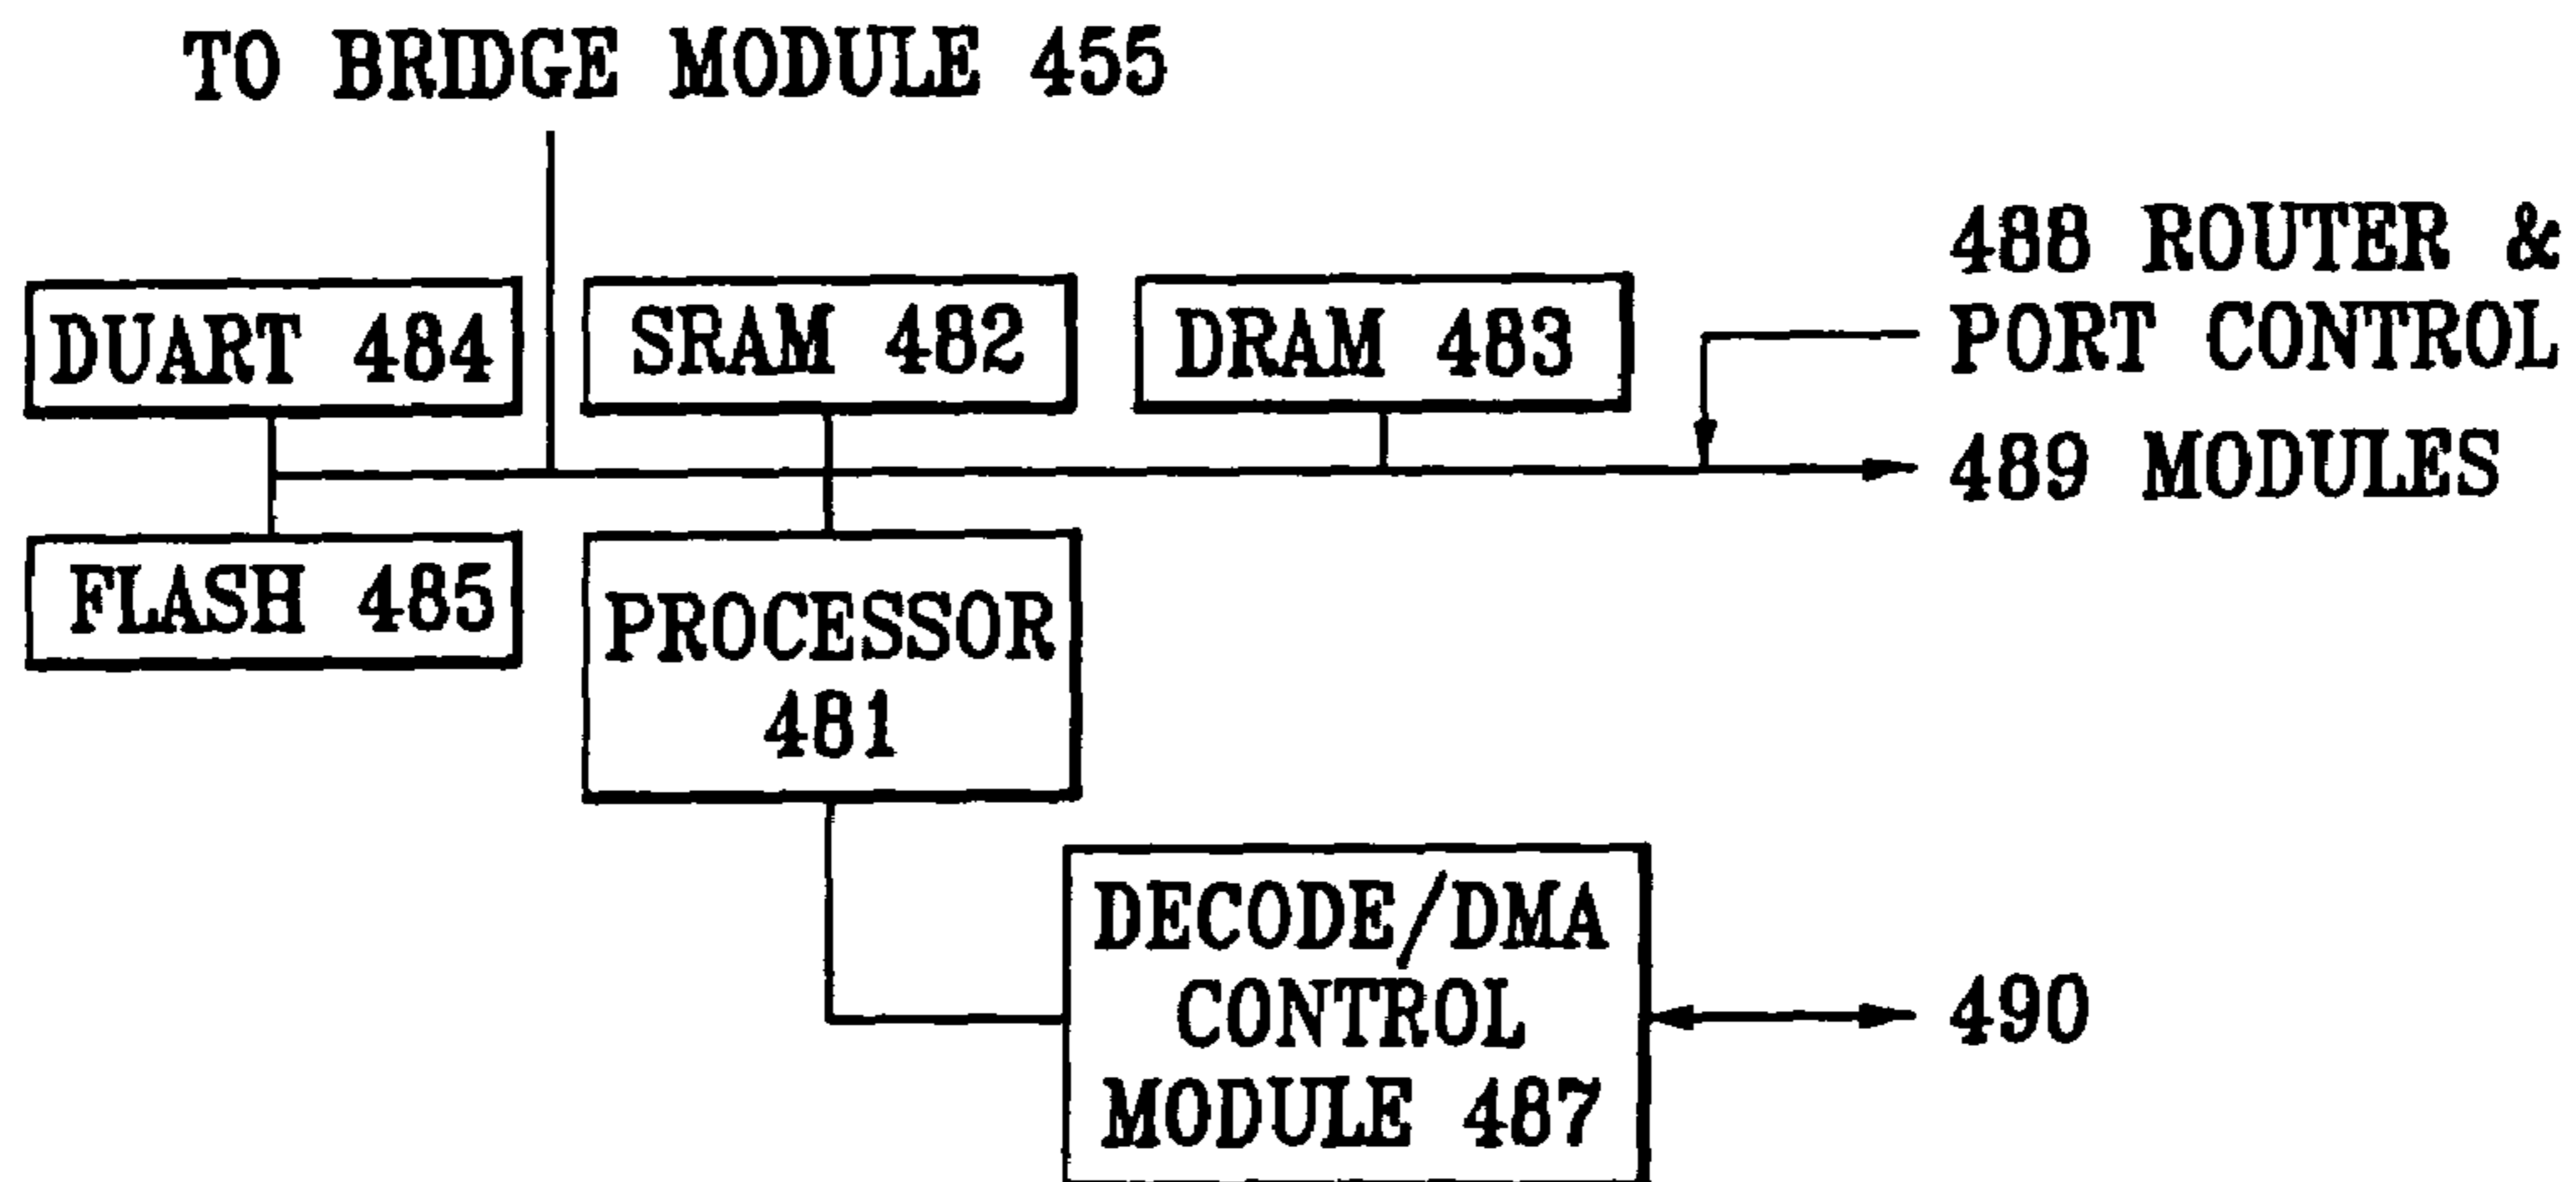 TO BRIDGE MODULE 455
DUART 484
SRAM 482
DRAM 483
488 ROUTER &
PORT CONTROL
489 MODULES
FLASH 485
PROCESSOR
481
DECODE/DMA
CONTROL
MODULE 487
490